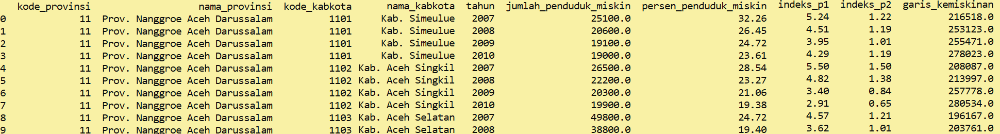 kode_provinsi nama_provinsi kode_kabkota nama_kabkota tahun jumlah_penduduk_miskin persen_penduduk_miskin indeks_p1 indeks_p2 garis_kemiskinan
0 11 Prov. Nanggroe Aceh Darussalam 1101 Kab. Simeulue 2007 25100.0 32.26 5.24 1.22 216518.0
1 11 Prov. Nanggroe Aceh Darussalam 1101 Kab. Simeulue 2008 20600.0 26.45 4.51 1.19 253123.0
2 11 Prov. Nanggroe Aceh Darussalam 1101 Kab. Simeulue 2009 19100.0 24.72 3.95 1.01 255471.0
3 11 Prov. Nanggroe Aceh Darussalam 1101 Kab. Simeulue 2010 19000.0 23.61 4.29 1.19 278023.0
4 11 Prov. Nanggroe Aceh Darussalam 1102 Kab. Aceh Singkil 2007 26500.0 28.54 5.50 1.50 208087.0
5 11 Prov. Nanggroe Aceh Darussalam 1102 Kab. Aceh Singkil 2008 22200.0 23.27 4.82 1.38 213997.0
6 11 Prov. Nanggroe Aceh Darussalam 1102 Kab. Aceh Singkil 2009 20300.0 21.06 3.40 0.84 257778.0
7 11 Prov. Nanggroe Aceh Darussalam 1102 Kab. Aceh Singkil 2010 19900.0 19.38 2.91 0.65 280534.0
8 11 Prov. Nanggroe Aceh Darussalam 1103 Kab. Aceh Selatan 2007 49800.0 24.72 4.57 1.21 196167.0
9 11 Prov. Nanggroe Aceh Darussalam 1103 Kab. Aceh Selatan 2008 38800.0 19.40 3.62 1.01 203761.0